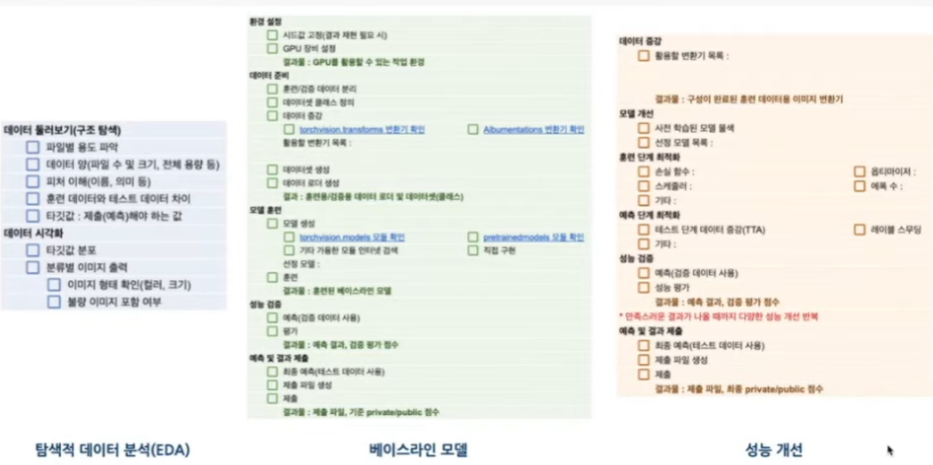 데이터 둘러보기(구조 탐색)
파일별 용도 파악
데이터 양(파일 수 및 크기, 전체 용량 등)
피처 이해(이름, 의미 등)
훈련 데이터와 테스트 데이터 차이
타깃값 : 제출(예측)해야 하는 값
데이터 시각화
타깃값 분포
분류별 이미지 출력
이미지 형태 확인(컬러, 크기)
불량 이미지 포함 여부
탐색적 데이터 분석(EDA)
환경 설정
시드값 고정(결과 재현 필요 시)
GPU 장비 설정
결과물 : GPU를 활용할 수 있는 작업 환경
데이터 준비
훈련/검증 데이터 분리
데이터셋 클래스 정의
데이터 증강
torchvision.transforms 변환기 확인
Albumentations 변환기 확인
활용할 변환기 목록 :
데이터셋 생성
데이터 로더 생성
결과 : 훈련용/검증용 데이터 로더 및 데이터셋(클래스)
모델 훈련
모델 생성
torchvision.models 모듈 확인
pretrainedmodels 모듈 확인
기타 가용한 모듈 인터넷 검색
직접 구현
선정 모델 :
훈련
결과물 : 훈련된 베이스라인 모델
성능 검증
예측(검증 데이터 사용)
평가
결과물 : 예측 결과, 검증 평가 점수
예측 및 결과 제출
최종 예측(테스트 데이터 사용)
제출 파일 생성
제출
결과물 : 제출 파일, 기준 private/public 점수
베이스라인 모델
데이터 증강
활용할 변환기 목록 :
결과물 : 구성이 완료된 훈련 데이터용 이미지 변환기
모델 개선
사전 학습된 모델 물색
선정 모델 목록 :
훈련 단계 최적화
손실 함수 :
옵티마이저 :
스케줄러 :
에폭 수 :
기타 :
예측 단계 최적화
테스트 단계 데이터 증강(TTA)
레이블 스무딩
기타 :
성능 검증
예측(검증 데이터 사용)
성능 평가
결과물 : 예측 결과, 검증 평가 점수
* 만족스러운 결과가 나올 때까지 다양한 성능 개선 반복
예측 및 결과 제출
최종 예측(테스트 데이터 사용)
제출 파일 생성
제출
결과물 : 제출 파일, 최종 private/public 점수
성능 개선